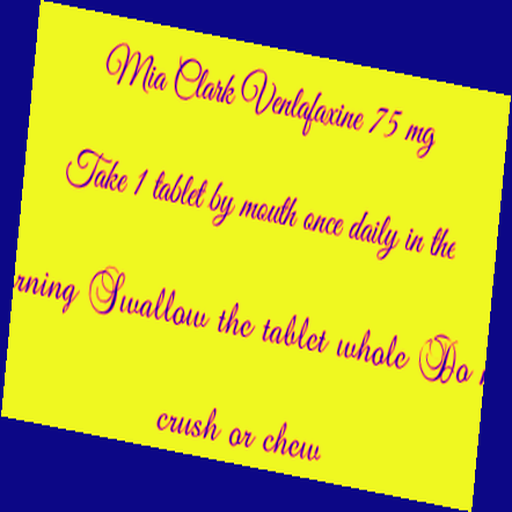 Mia Clark Venlafaxine 75 mg
Take 1 tablet by mouth once daily in the
rning Swallow the tablet whole Do
crush or chew